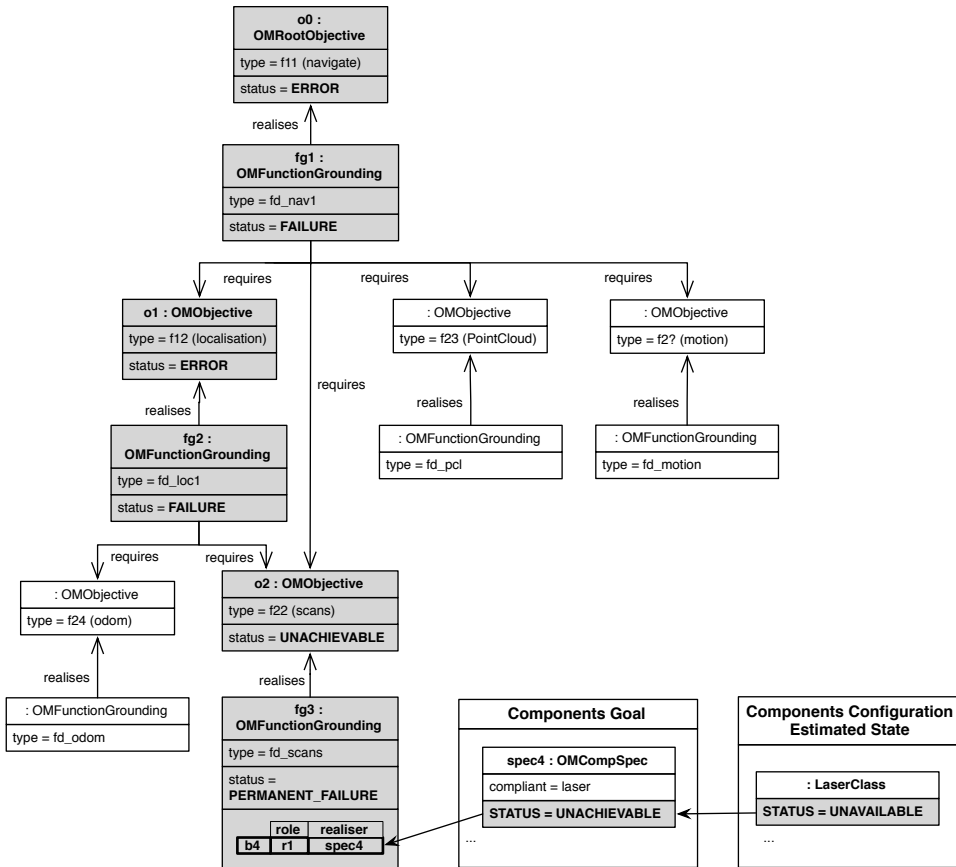 o0 :
OMRootObjective
type = f11 (navigate)
status = ERROR
realises
fg1 :
OMFunctionGrounding
type = fd_nav1
status = FAILURE
requires
requires
requires
o1 : OMObjective
type = f12 (localisation)
status = ERROR
: OMObjective
type = f23 (PointCloud)
: OMObjective
type = f2? (motion)
requires
realises
realises
realises
fg2 :
OMFunctionGrounding
type = fd_loc1
status = FAILURE
: OMFunctionGrounding
type = fd_pcl
: OMFunctionGrounding
type = fd_motion
requires
requires
: OMObjective
type = f24 (odom)
o2 : OMObjective
type = f22 (scans)
status = UNACHIEVABLE
realises
realises
: OMFunctionGrounding
type = fd_odom
fg3 :
OMFunctionGrounding
type = fd_scans
status =
PERMANENT_FAILURE
role realiser
b4 r1 spec4
Components Goal
spec4 : OMCompSpec
compliant = laser
STATUS = UNACHIEVABLE
...
Components Configuration
Estimated State
: LaserClass
STATUS = UNAVAILABLE
...